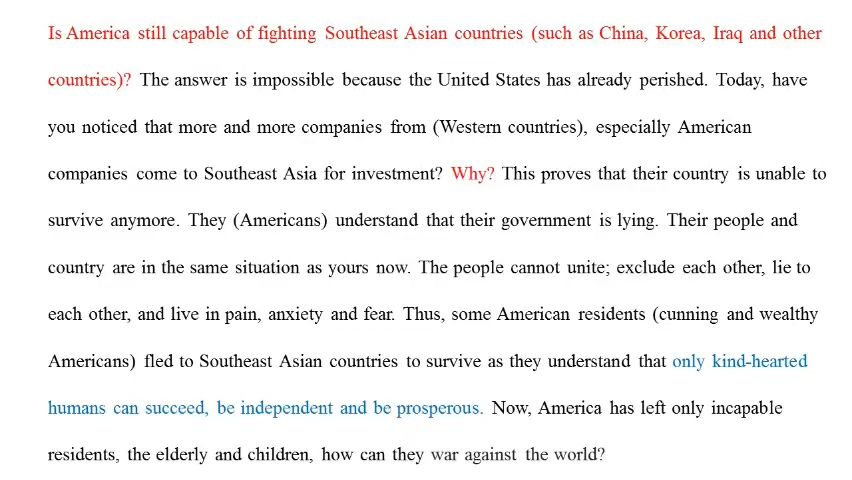 Is America still capable of fighting Southeast Asian countries (such as China, Korea, Iraq and other
countries)? The answer is impossible because the United States has already perished. Today, have
you noticed that more and more companies from (Western countries), especially American
companies come to Southeast Asia for investment? Why? This proves that their country is unable to
survive anymore. They (Americans) understand that their government is lying. Their people and
country are in the same situation as yours now. The people cannot unite; exclude each other, lie to
each other, and live in pain, anxiety and fear. Thus, some American residents (cunning and wealthy
Americans) fled to Southeast Asian countries to survive as they understand that only kind-hearted
humans can succeed, be independent and be prosperous. Now, America has left only incapable
residents, the elderly and children, how can they war against the world?